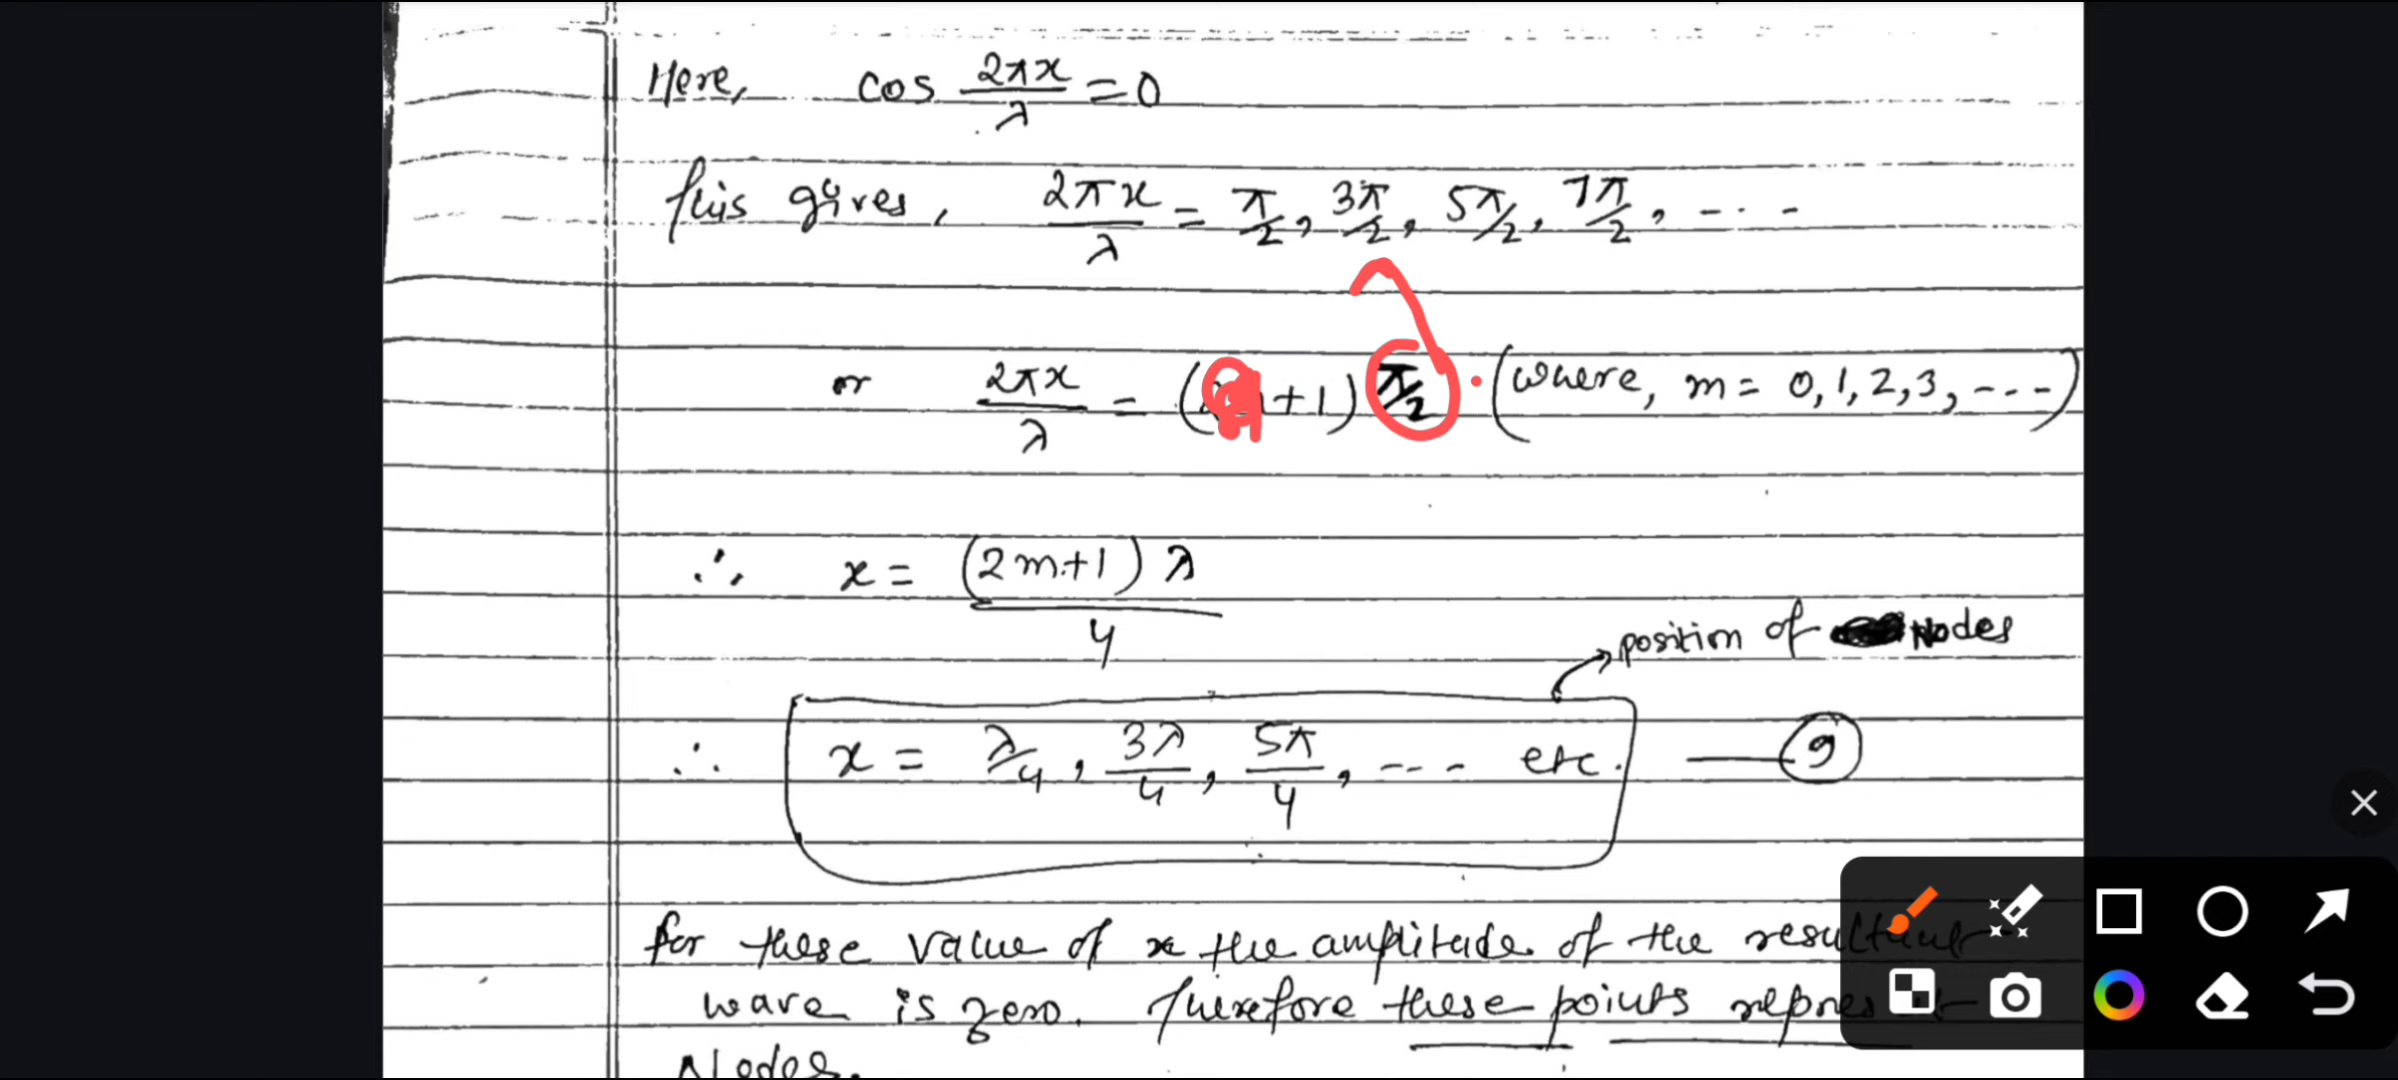 Here, cos 2πx/λ = 0
This gives, 2πx/λ = π/2, 3π/2, 5π/2, 7π/2, -----
or 2πx/λ = ( +1) π/2 (where, m = 0,1,2,3, ---)
∴ x = (2m+1)λ/4
position of Nodes
∴ x = λ/4, 3λ/4, 5π/4, --- etc. — 9
for these value of x the amplitude of the resultant
wave is zero. Therefore these points represent
Nodes.